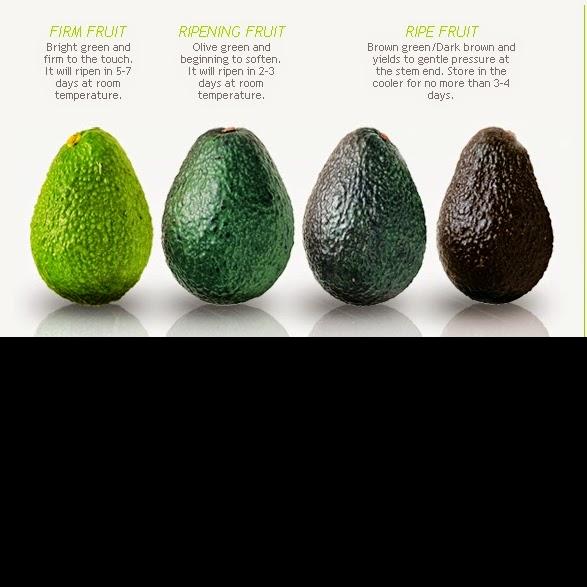 FIRM FRUIT
Bright green and
firm to the touch.
It will ripen in 5-7
days at room
temperature.
RIPENING FRUIT
Olive green and
beginning to soften.
It will ripen in 2-3
days at room
temperature.
RIPE FRUIT
Brown green/Dark brown and
yields to gentle pressure at
the stem end. Store in the
cooler for no more than 3-4
days.